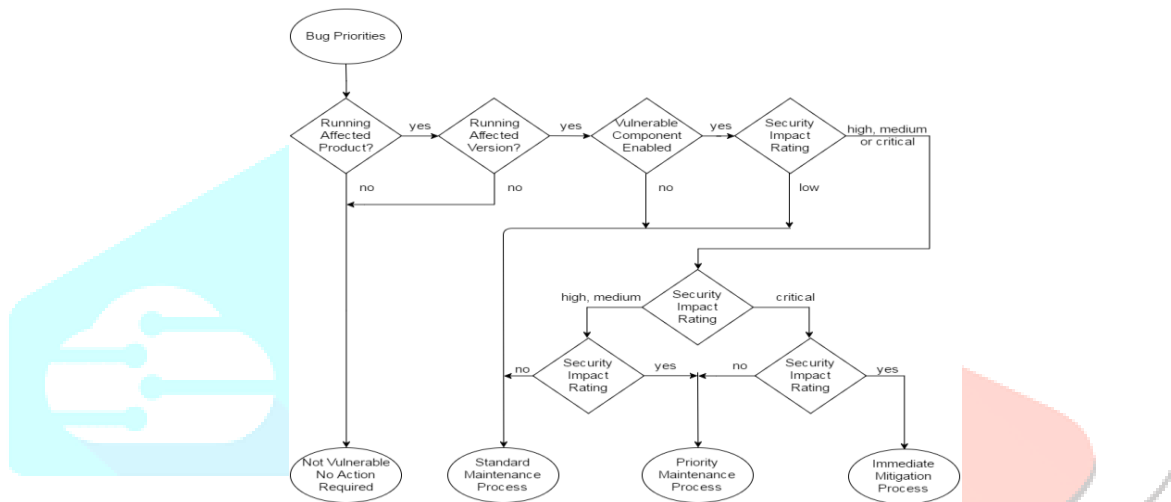 Bug Priorities
Running
Affected
Product?
yes
Running
Affected
Version?
yes
Vulnerable
Component
Enabled
yes
Security
Impact
Rating
high, medium
or critical
no
no
no
low
high, medium
Security
Impact
Rating
critical
no
Security
Impact
Rating
yes
no
Security
Impact
Rating
yes
Not Vulnerable
No Action
Required
Standard
Maintenance
Process
Priority
Maintenance
Process
Immediate
Mitigation
Process